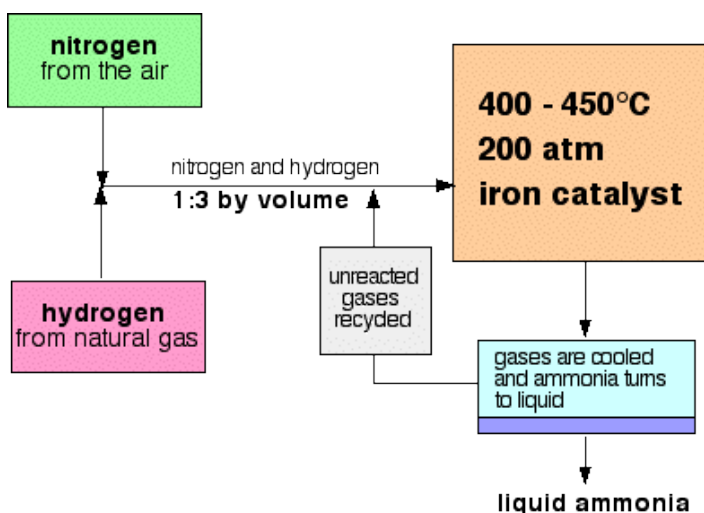 nitrogen
from the air
400 - 450°C
200 atm
iron catalyst
nitrogen and hydrogen
1:3 by volume
hydrogen
from natural gas
unreacted
gases
recycled
gases are cooled
and ammonia turns
to liquid
liquid ammonia